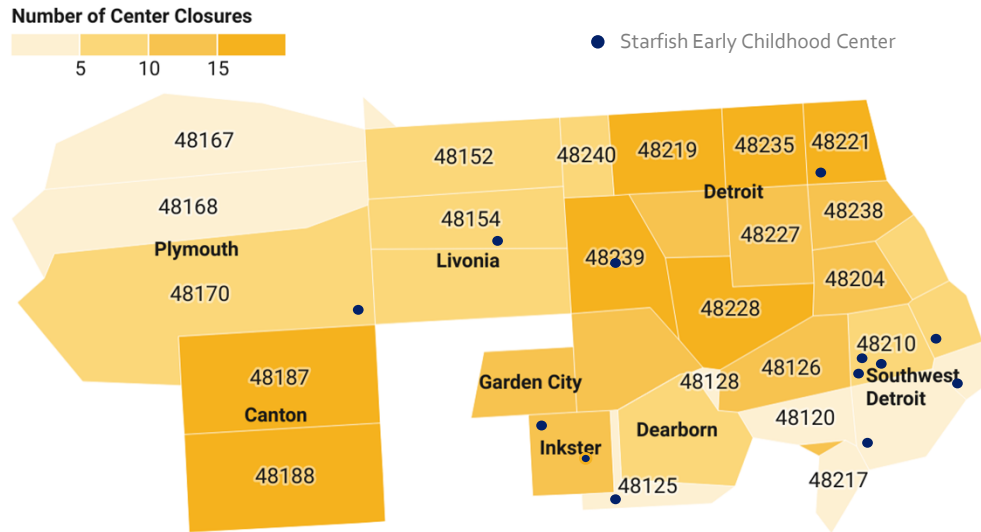 Number of Center Closures
5 10 15
Starfish Early Childhood Center
48167
48152
48240
48219
48235
48221
48168
48154
Detroit
48238
Plymouth
Livonia
48239
48227
48170
48204
48228
48187
Garden City
48128
48126
48210
Southwest
Detroit
Canton
48120
Inkster
Dearborn
48188
48125
48217